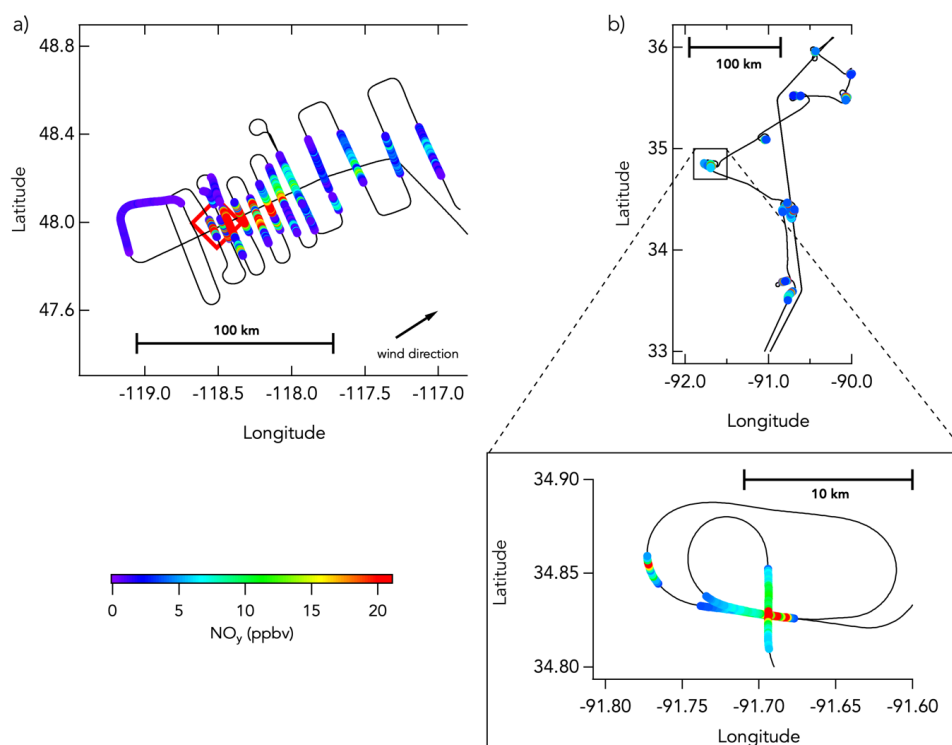 a)
48.8
48.4
48.0
47.6
Latitude
100 km
wind direction
-119.0 -118.5 -118.0 -117.5 -117.0
Longitude
b)
36
35
34
33
Latitude
100 km
-92.0 -91.0 -90.0
Longitude
34.90
34.85
34.80
Latitude
10 km
-91.80 -91.75 -91.70 -91.65 -91.60
Longitude
0 5 10 15 20
NOy (ppbv)